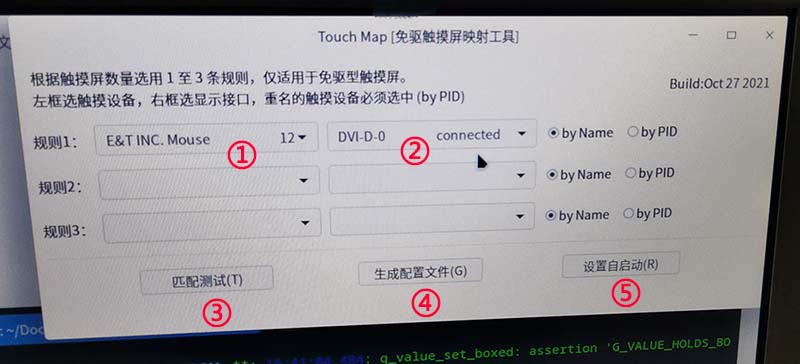 Touch Map [免驱触摸屏映射工具]
根据触摸屏数量选用 1 至 3 条规则，仅适用于免驱型触摸屏。
Build:Oct 27 2021
左框选触摸设备，右框选显示接口，重名的触摸设备必须选中 (by PID)
规则1： E&T INC. Mouse 12 DVI-D-0 connected by Name by PID
① ②
规则2： by Name by PID
规则3： by Name by PID
匹配测试(T) 生成配置文件(G) 设置自启动(R)
③ ④ ⑤
: ~/Doc
16:41:04.484: g_value_set_boxed: assertion 'G_VALUE_HOLDS_BO